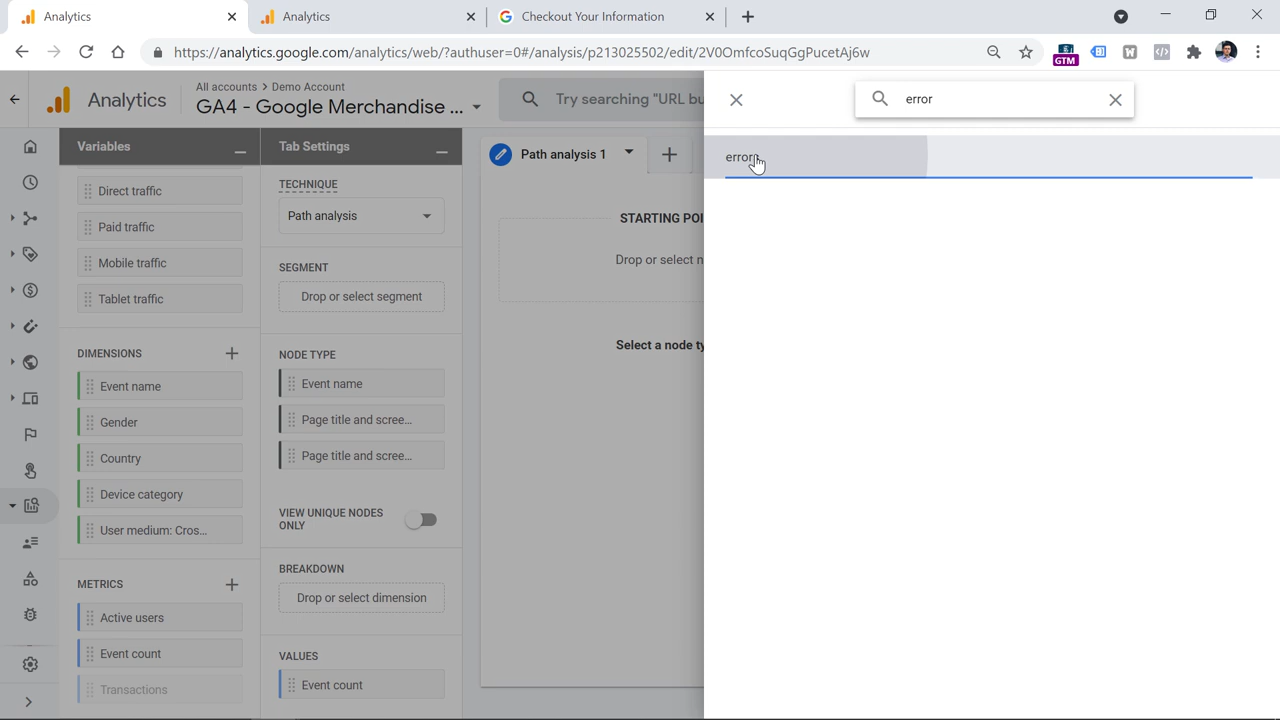 Analytics
Analytics
Checkout Your Information
https://analytics.google.com/analytics/web/?authuser=0#/analysis/p213025502/edit/2V0OmfcoSuqGgPucetAj6w
GTM
Analytics
All accounts > Demo Account
GA4 - Google Merchandise ...
Try searching "URL bu
error
Variables
Tab Settings
Path analysis 1
errors
Direct traffic
Paid traffic
Mobile traffic
Tablet traffic
DIMENSIONS
Event name
Gender
Country
Device category
User medium: Cros...
METRICS
Active users
Event count
Transactions
TECHNIQUE
Path analysis
SEGMENT
Drop or select segment
NODE TYPE
Event name
Page title and scree...
Page title and scree...
VIEW UNIQUE NODES
ONLY
BREAKDOWN
Drop or select dimension
VALUES
Event count
STARTING POI
Drop or select n
Select a node ty